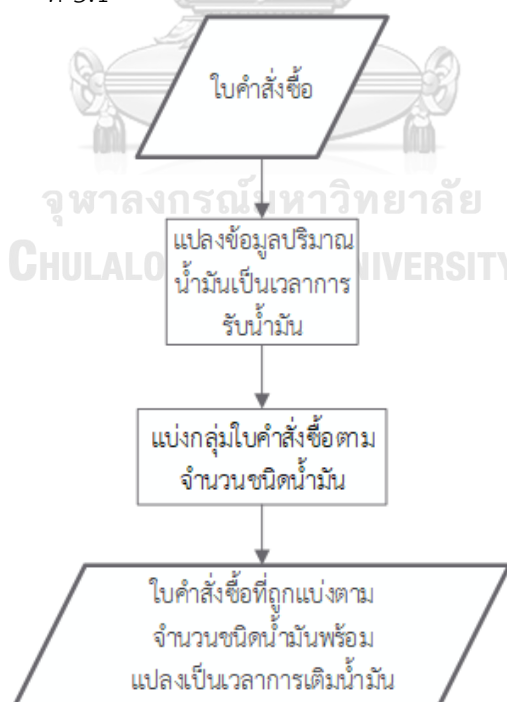 ใบคำสั่งซื้อ
จุฬาลงกรณ์มหาวิทยาลัย
แปลงข้อมูลปริมาณ
CHULALO NIVERSITY
น้ำมันเป็นเวลาการ
รับน้ำมัน
แบ่งกลุ่มใบคำสั่งซื้อตาม
จำนวนชนิดน้ำมัน
ใบคำสั่งซื้อที่ถูกแบ่งตาม
จำนวนชนิดน้ำมันพร้อม
แปลงเป็นเวลาการเติมน้ำมัน